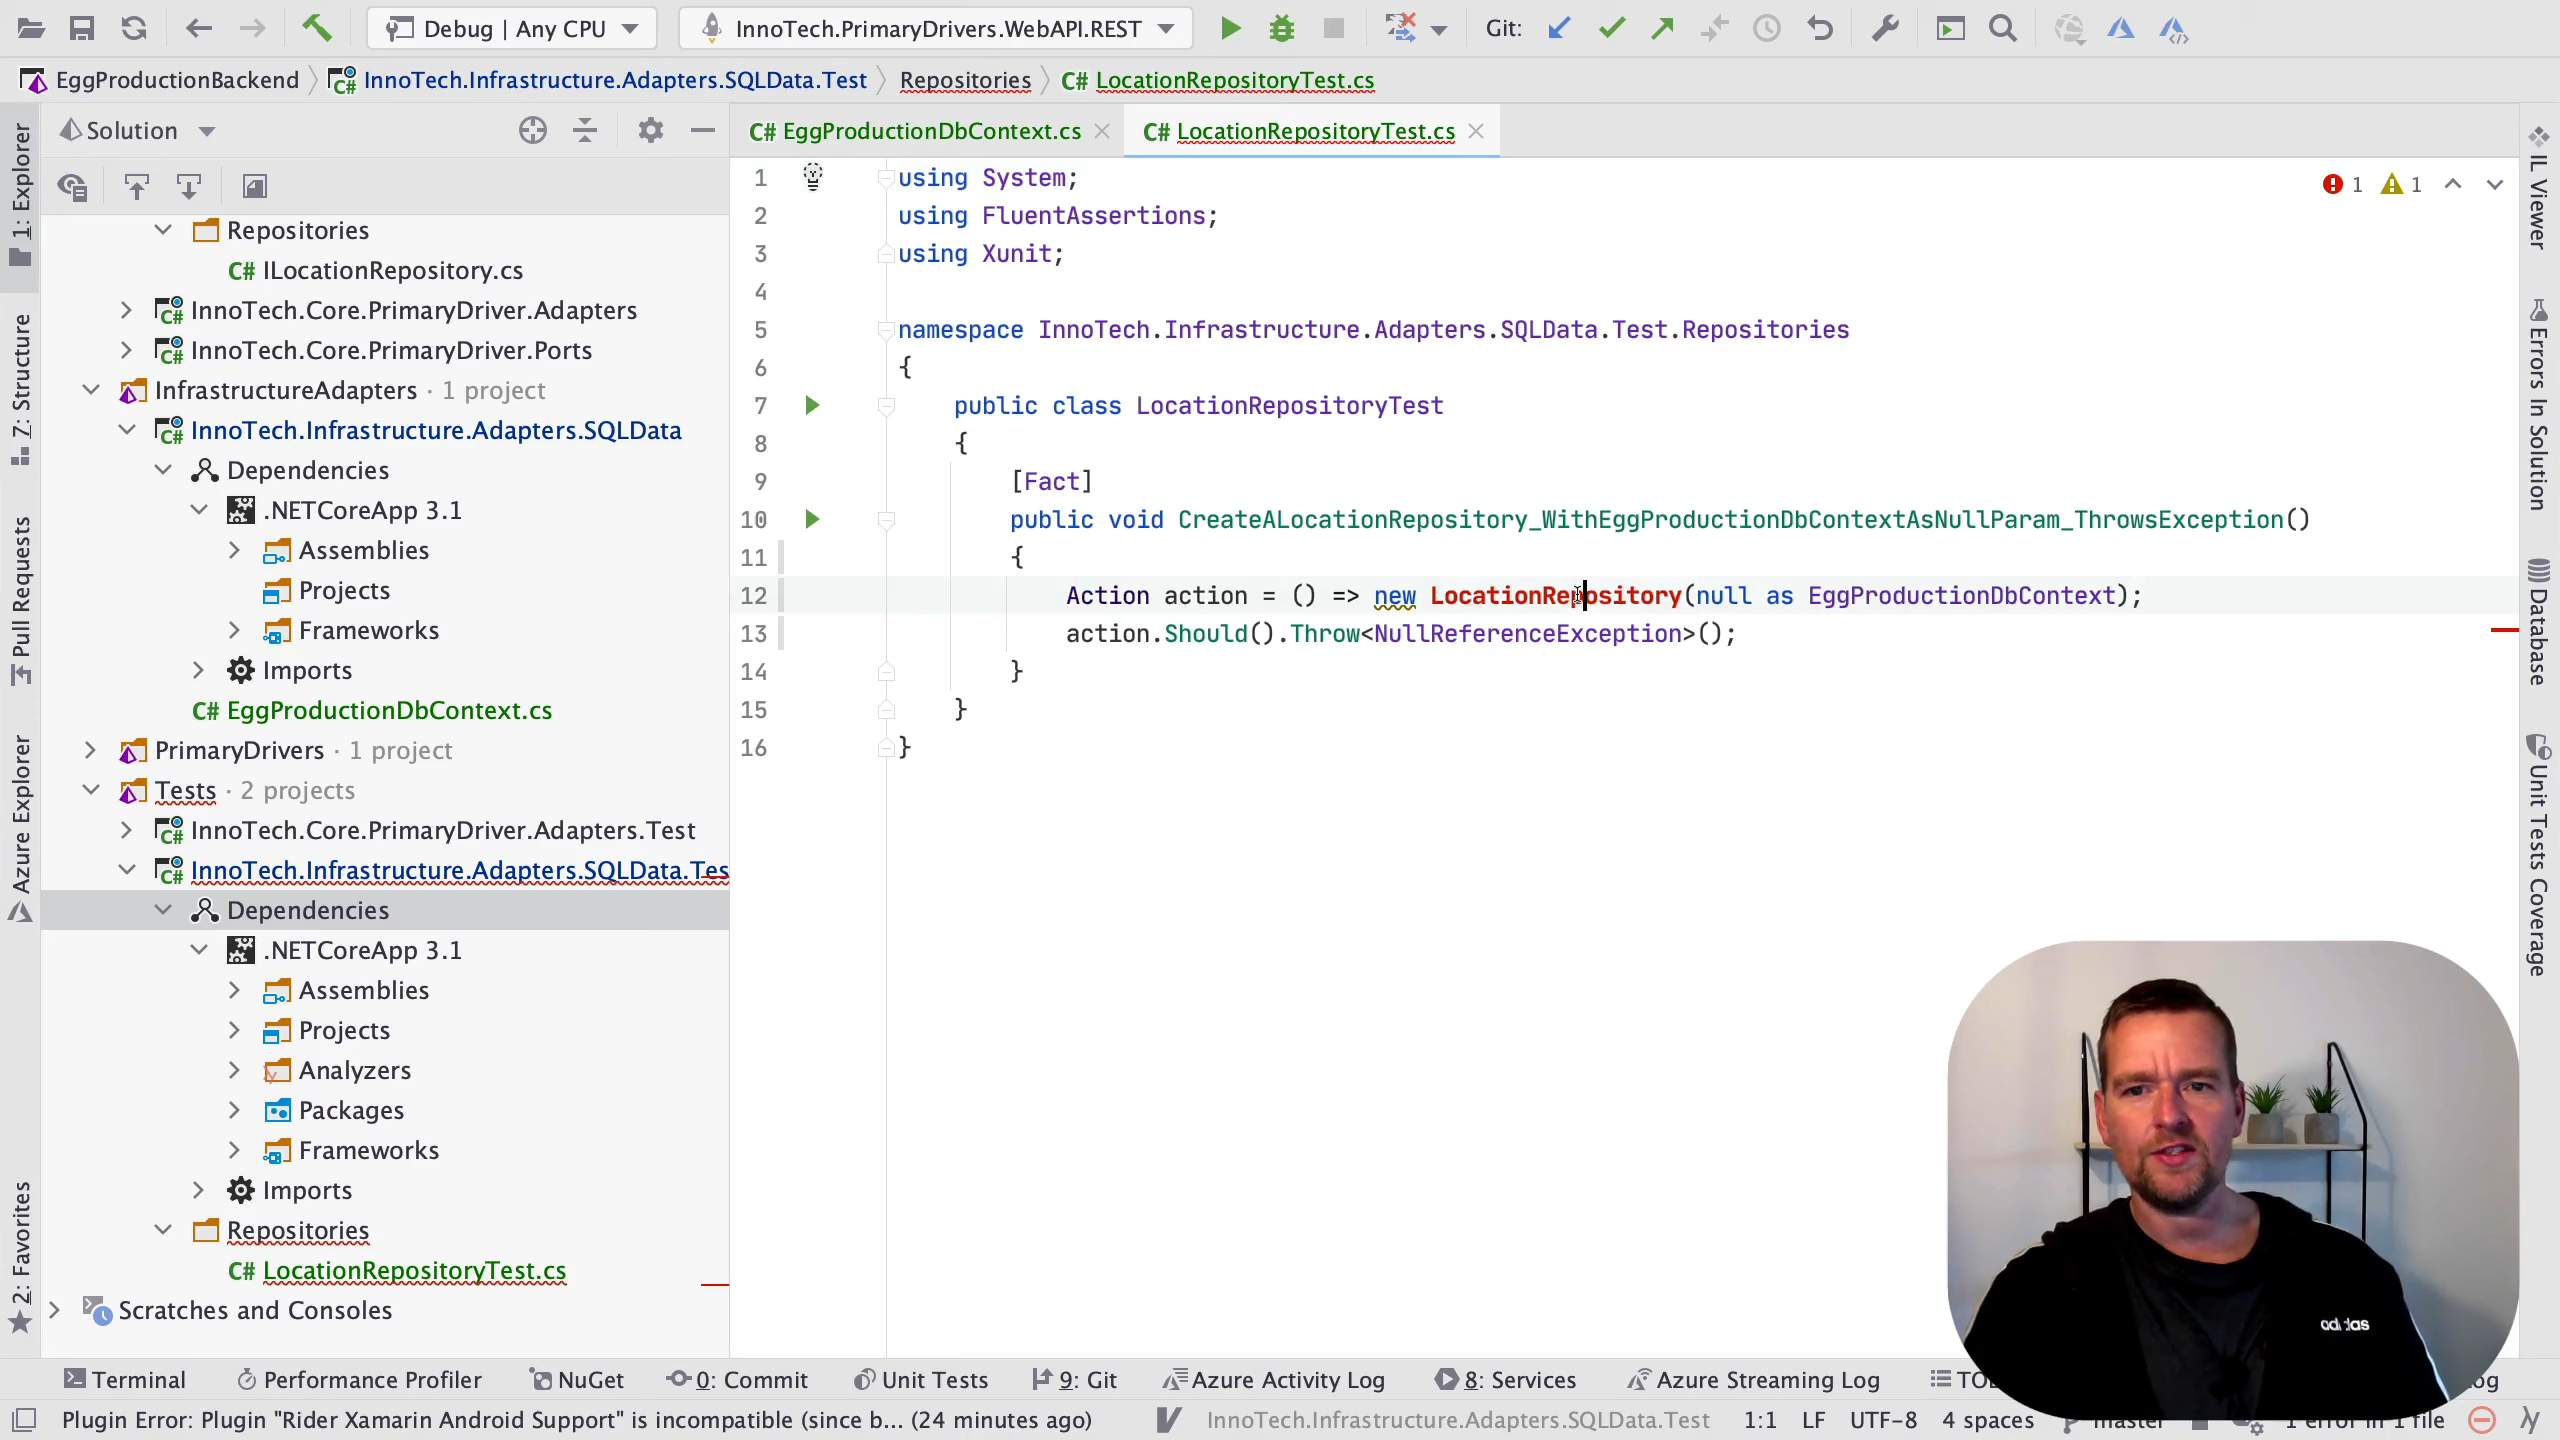 Debug | Any CPU
InnoTech.PrimaryDrivers.WebAPI.REST
Git:
EggProductionBackend
InnoTech.Infrastructure.Adapters.SQLData.Test
Repositories
C# LocationRepositoryTest.cs
Solution
C# EggProductionDbContext.cs
C# LocationRepositoryTest.cs
1: Explorer
Z: Structure
Pull Requests
Azure Explorer
2: Favorites
Repositories
C# ILocationRepository.cs
C# InnoTech.Core.PrimaryDriver.Adapters
C# InnoTech.Core.PrimaryDriver.Ports
InfrastructureAdapters · 1 project
C# InnoTech.Infrastructure.Adapters.SQLData
Dependencies
.NETCoreApp 3.1
Assemblies
Projects
Frameworks
Imports
C# EggProductionDbContext.cs
PrimaryDrivers · 1 project
Tests · 2 projects
C# InnoTech.Core.PrimaryDriver.Adapters.Test
C# InnoTech.Infrastructure.Adapters.SQLData.Tes
Dependencies
.NETCoreApp 3.1
Assemblies
Projects
Analyzers
Packages
Frameworks
Imports
Repositories
C# LocationRepositoryTest.cs
Scratches and Consoles
1 using System;
2 using FluentAssertions;
3 using Xunit;
4
5 namespace InnoTech.Infrastructure.Adapters.SQLData.Test.Repositories
6 {
7 public class LocationRepositoryTest
8 {
9 [Fact]
10 public void CreateALocationRepository_WithEggProductionDbContextAsNullParam_ThrowsException()
11 {
12 Action action = () => new LocationRepository(null as EggProductionDbContext);
13 action.Should().Throw<NullReferenceException>();
14 }
15 }
16 }
1 1
IL Viewer
Errors In Solution
Database
Unit Tests Coverage
adidas
Terminal
Performance Profiler
NuGet
0: Commit
Unit Tests
9: Git
Azure Activity Log
8: Services
Azure Streaming Log
Plugin Error: Plugin "Rider Xamarin Android Support" is incompatible (since b... (24 minutes ago)
InnoTech.Infrastructure.Adapters.SQLData.Test
1:1
LF
UTF-8
4 spaces
master
1 error in 1 file